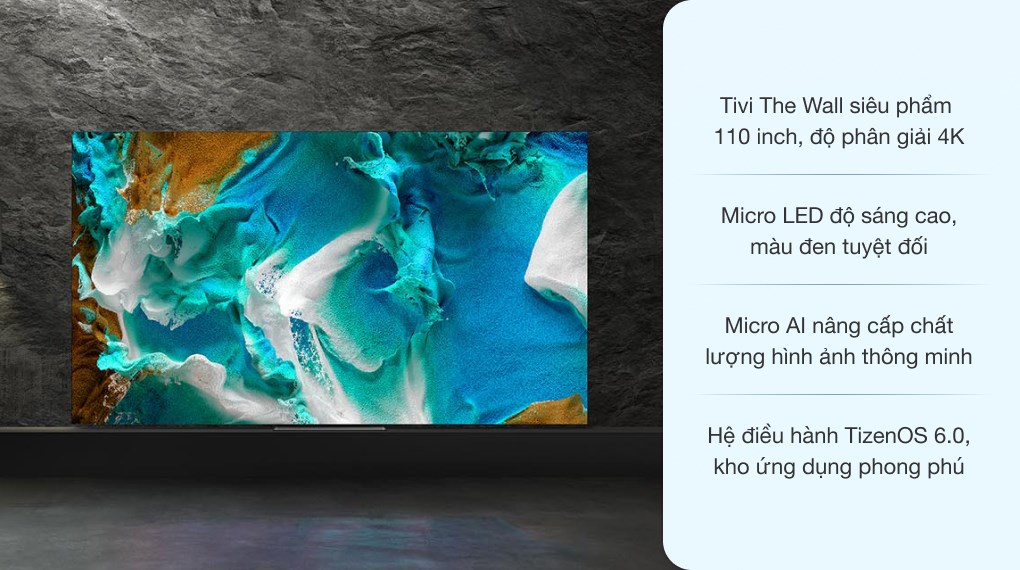 Tivi The Wall siêu phẩm
110 inch, độ phân giải 4K
Micro LED độ sáng cao,
màu đen tuyệt đối
Micro AI nâng cấp chất
lượng hình ảnh thông minh
Hệ điều hành TizenOS 6.0,
kho ứng dụng phong phú